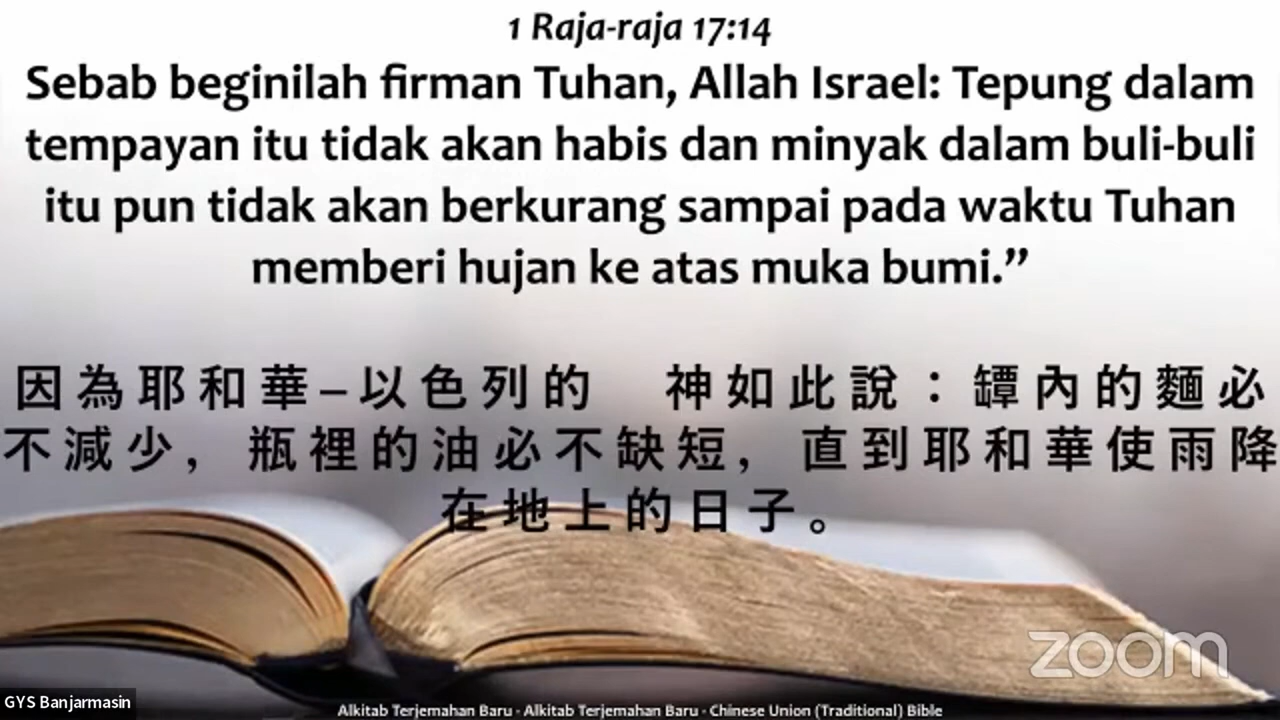 1 Raja-raja 17:14
Sebab beginilah firman Tuhan, Allah Israel: Tepung dalam
tempayan itu tidak akan habis dan minyak dalam buli-buli
itu pun tidak akan berkurang sampai pada waktu Tuhan
memberi hujan ke atas muka bumi.”
因為耶和華–以色列的　神如此說：罈內的麵必
不減少，瓶裡的油必不缺短，直到耶和華使雨降
在地上的日子。
zoom
GYS Banjarmasin
Alkitab Terjemahan Baru - Alkitab Terjemahan Baru - Chinese Union (Traditional) Bible